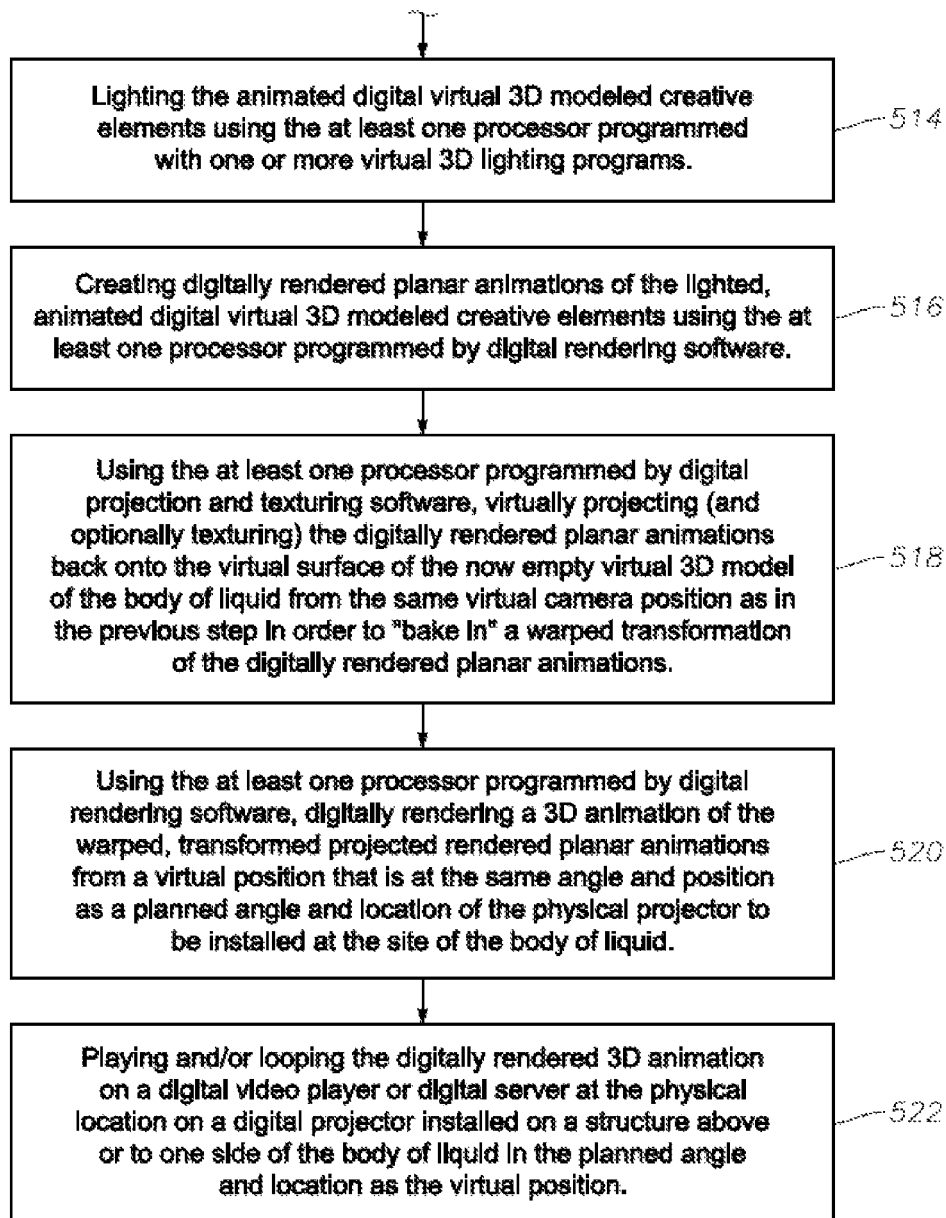 Lighting the animated digital virtual 3D modeled creative
elements using the at least one processor programmed
with one or more virtual 3D lighting programs.
514
Creating digitally rendered planar animations of the lighted,
animated digital virtual 3D modeled creative elements using the at
least one processor programmed by digital rendering software.
516
Using the at least one processor programmed by digital
projection and texturing software, virtually projecting (and
optionally texturing) the digitally rendered planar animations
back onto the virtual surface of the now empty virtual 3D model
of the body of liquid from the same virtual camera position as in
the previous step in order to "bake in" a warped transformation
of the digitally rendered planar animations.
518
Using the at least one processor programmed by digital
rendering software, digitally rendering a 3D animation of the
warped, transformed projected rendered planar animations
from a virtual position that is at the same angle and position
as a planned angle and location of the physical projector to
be installed at the site of the body of liquid.
520
Playing and/or looping the digitally rendered 3D animation
on a digital video player or digital server at the physical
location on a digital projector installed on a structure above
or to one side of the body of liquid in the planned angle
and location as the virtual position.
522